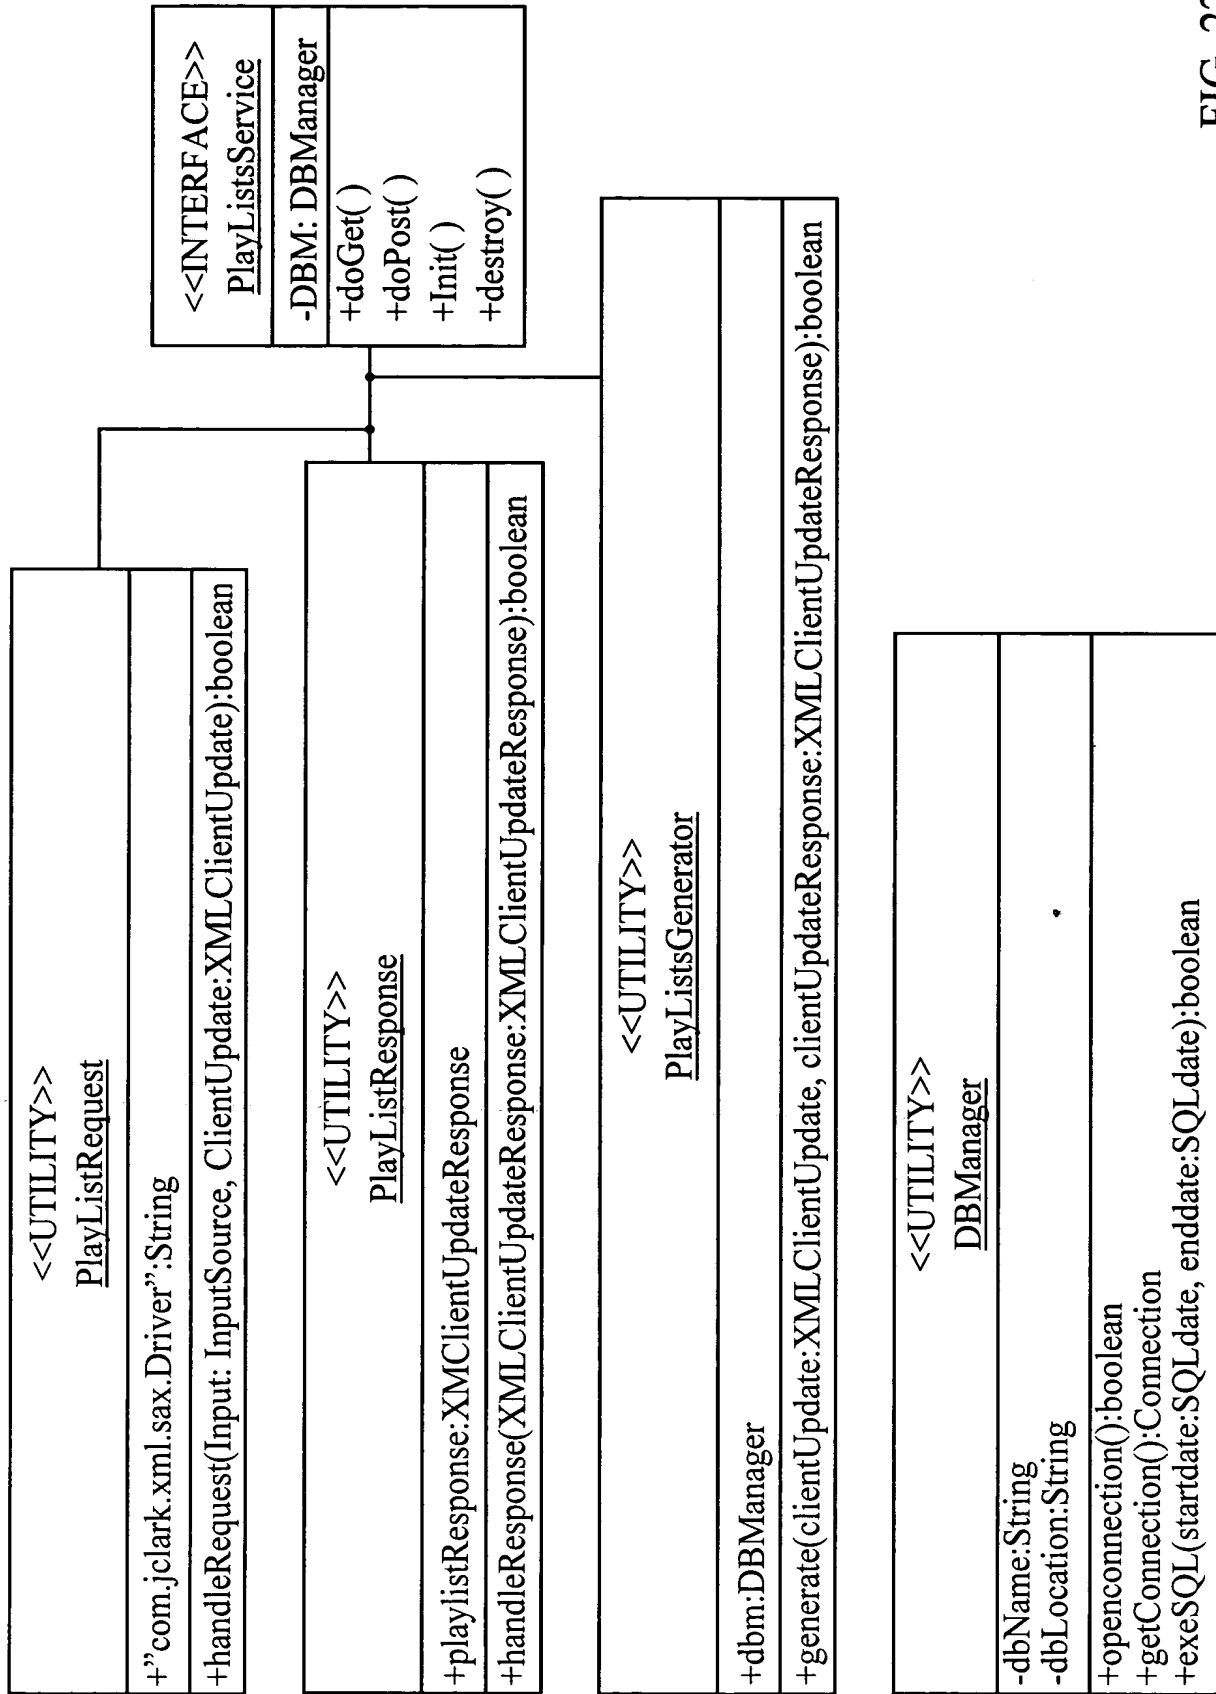 <<UTILITY>>
PlayListRequest
+”com.jclark.xml.sax.Driver”:String
+handleRequest(Input: InputSource, ClientUpdate:XMLClientUpdate):boolean
<<INTERFACE>>
PlayListsService
-DBM: DBManager
+doGet( )
+doPost( )
+Init( )
+destroy( )
<<UTILITY>>
PlayListResponse
+playlistResponse:XMClientUpdateResponse
+handleResponse(XMLClientUpdateResponse:XMLClientUpdateResponse):boolean
<<UTILITY>>
PlayListsGenerator
+dbm:DBManager
+generate(clientUpdate:XMLClientUpdate, clientUpdateResponse:XMLClientUpdateResponse):boolean
<<UTILITY>>
DBManager
-dbName:String
-dbLocation:String
+openconnection():boolean
+getConnection():Connection
+exeSQL(startdate:SQLdate, enddate:SQLdate):boolean
FIG.